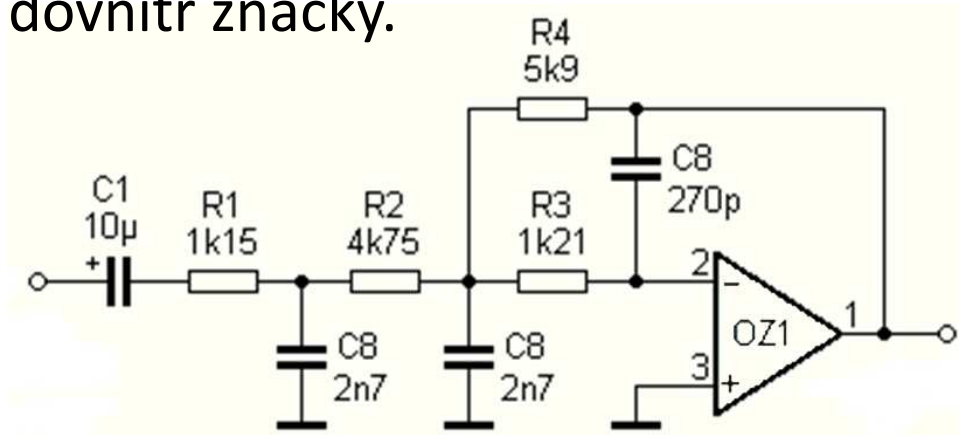 dovnitř značky.
R4
5k9
C8
270p
C1
10µ
R1
1k15
R2
4k75
R3
1k21
+
2
−
OZ1
1
3
+
C8
2n7
C8
2n7